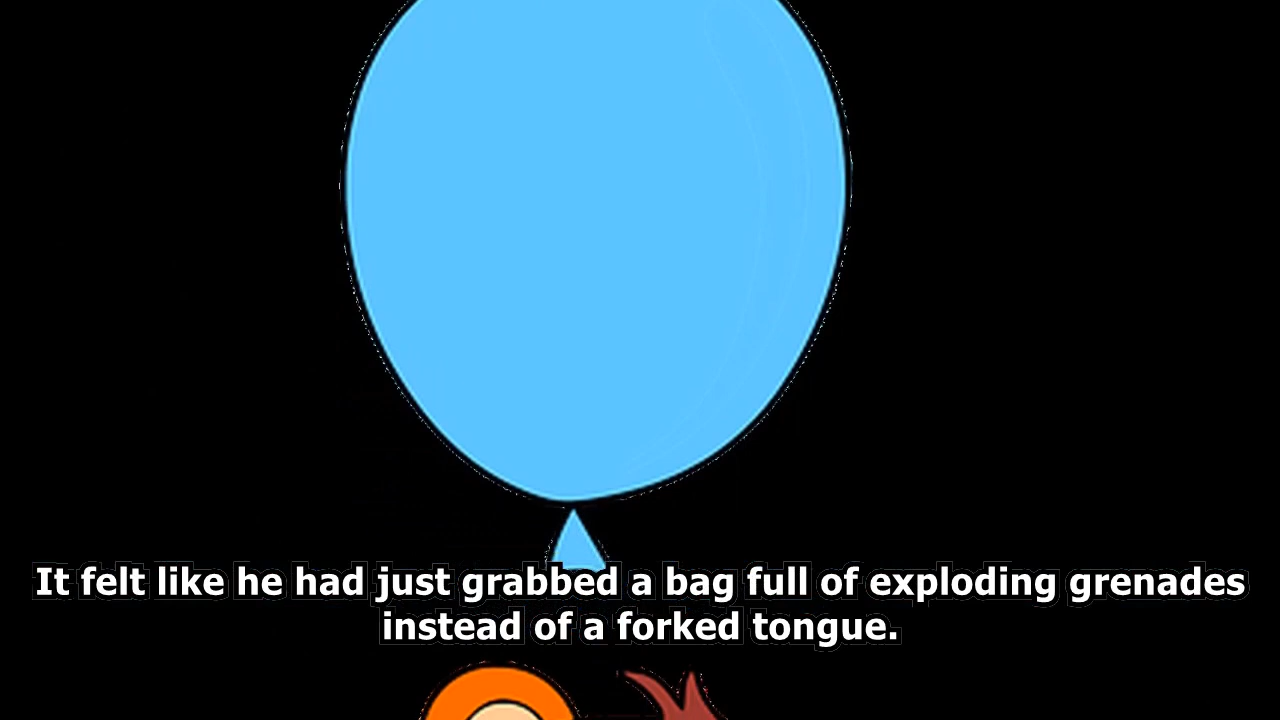 It felt like he had just grabbed a bag full of exploding grenades
instead of a forked tongue.